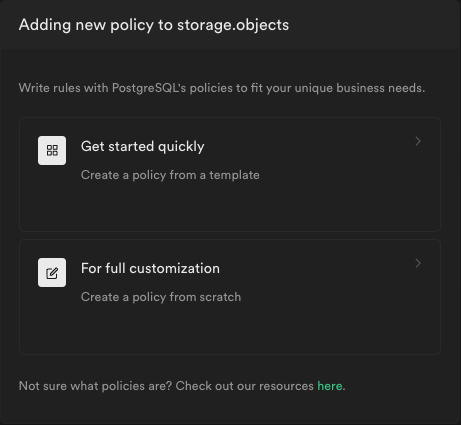 Adding new policy to storage.objects
Write rules with PostgreSQL's policies to fit your unique business needs.
Get started quickly
Create a policy from a template
For full customization
Create a policy from scratch
Not sure what policies are? Check out our resources here.